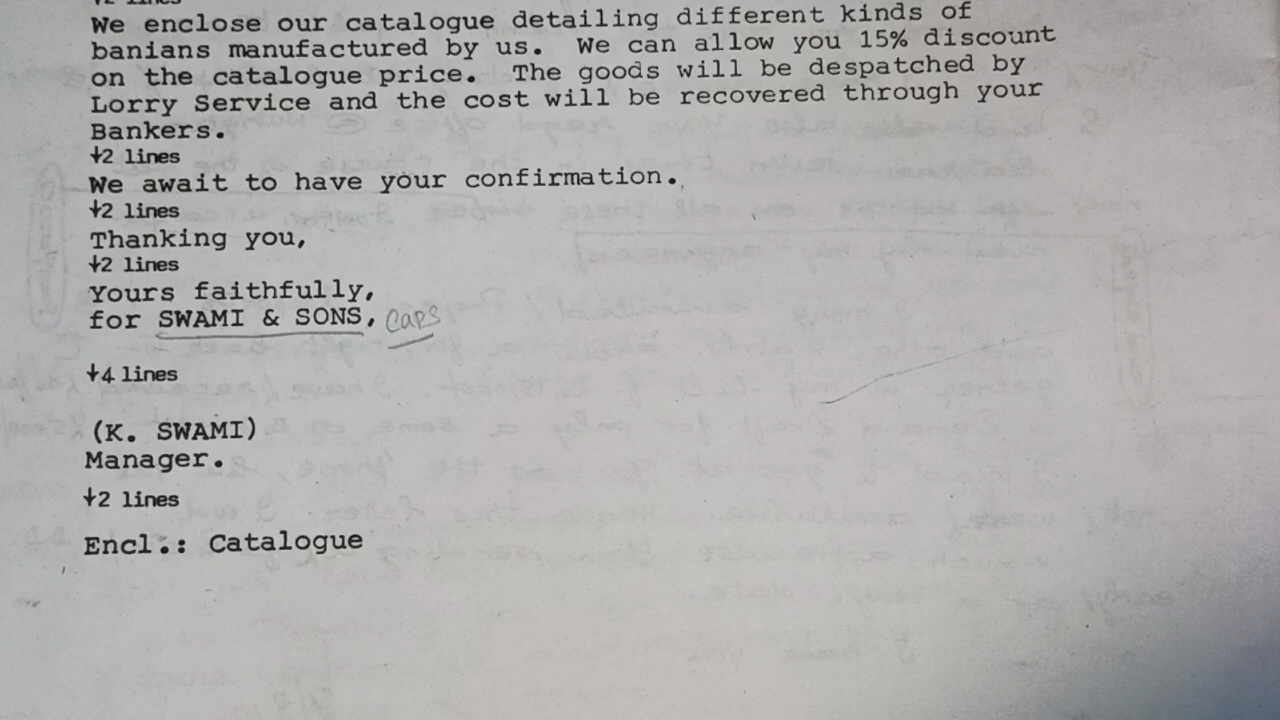 ↓2 lines
We enclose our catalogue detailing different kinds of
banians manufactured by us. We can allow you 15% discount
on the catalogue price. The goods will be despatched by
Lorry Service and the cost will be recovered through your
Bankers.
↓2 lines
We await to have your confirmation.
↓2 lines
Thanking you,
↓2 lines
Yours faithfully,
for SWAMI & SONS, Caps
↓4 lines
(K. SWAMI)
Manager.
↓2 lines
Encl.: Catalogue